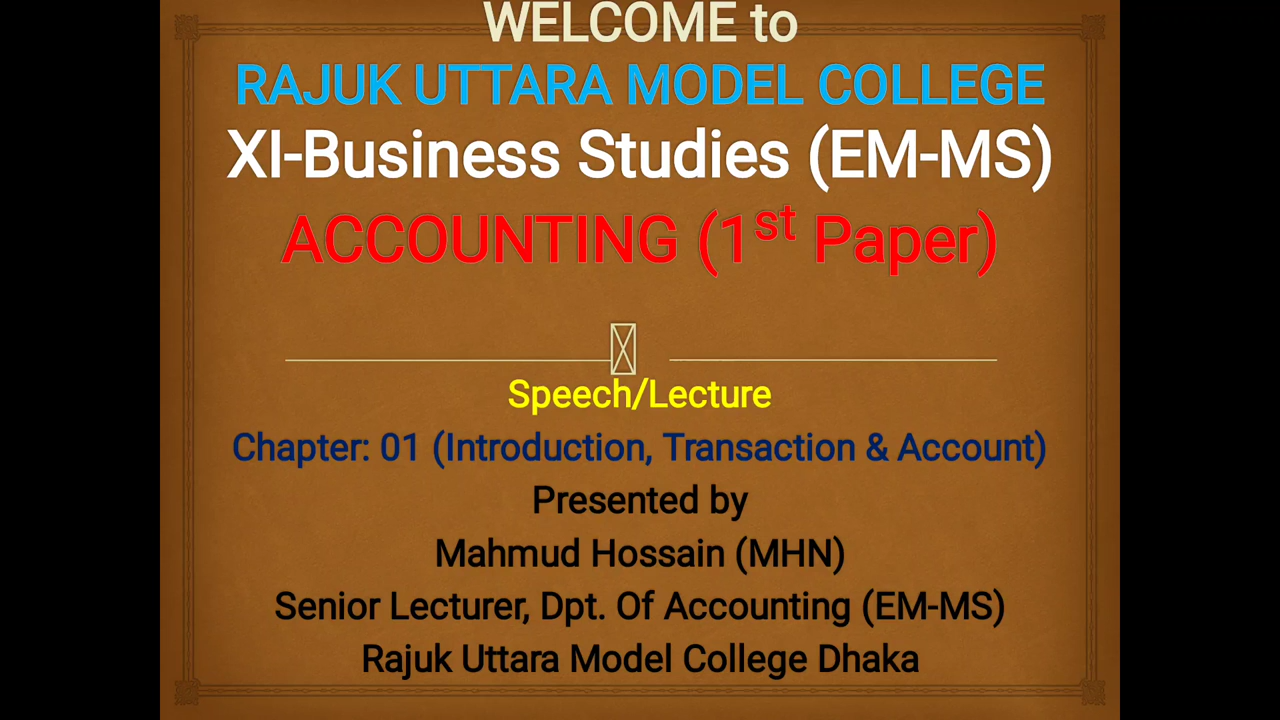 WELCOME to
RAJUK UTTARA MODEL COLLEGE
XI-Business Studies (EM-MS)
ACCOUNTING (1st Paper)
Speech/Lecture
Chapter: 01 (Introduction, Transaction & Account)
Presented by
Mahmud Hossain (MHN)
Senior Lecturer, Dpt. Of Accounting (EM-MS)
Rajuk Uttara Model College Dhaka